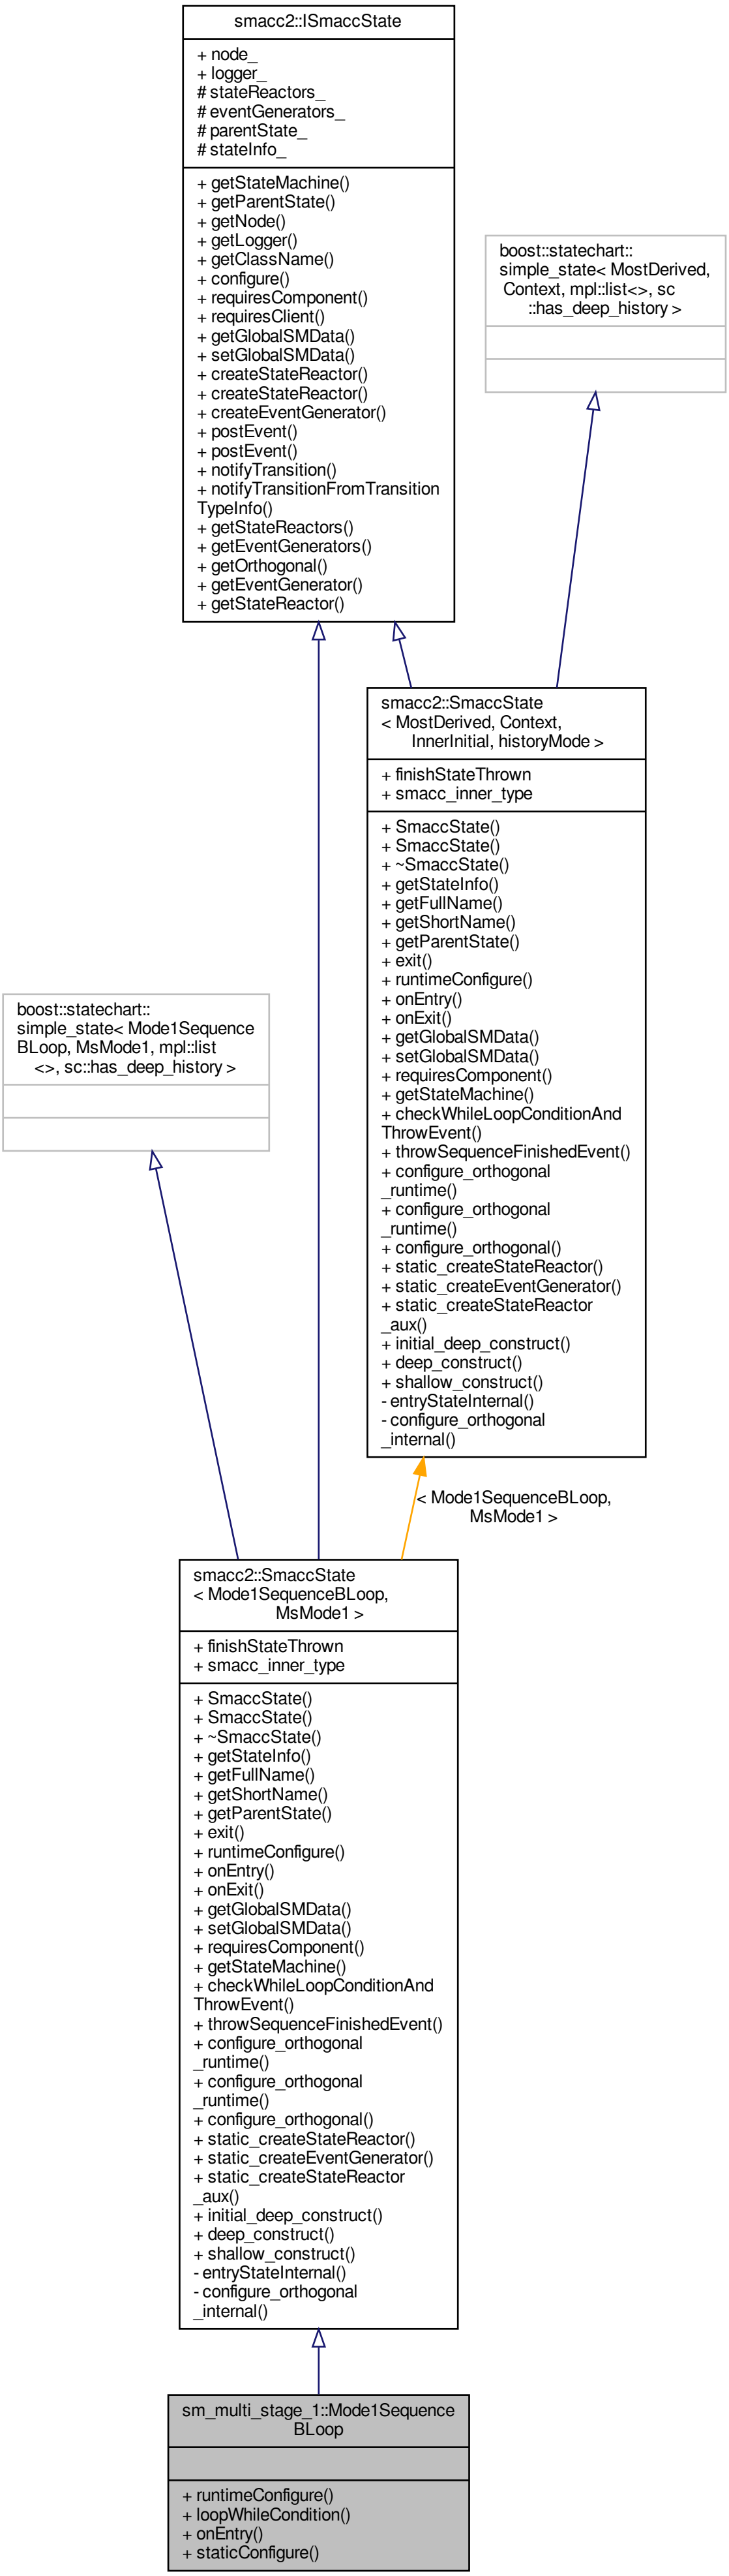 smacc2::ISmaccState
+ node_
+ logger_
# stateReactors_
# eventGenerators_
# parentState_
# stateInfo_
+ getStateMachine()
+ getParentState()
+ getNode()
+ getLogger()
+ getClassName()
+ configure()
+ requiresComponent()
+ requiresClient()
+ getGlobalSMData()
+ setGlobalSMData()
+ createStateReactor()
+ createStateReactor()
+ createEventGenerator()
+ postEvent()
+ postEvent()
+ notifyTransition()
+ notifyTransitionFromTransition
TypeInfo()
+ getStateReactors()
+ getEventGenerators()
+ getOrthogonal()
+ getEventGenerator()
+ getStateReactor()
boost::statechart::
simple_state< MostDerived,
Context, mpl::list<>, sc
::has_deep_history >
smacc2::SmaccState
< MostDerived, Context,
InnerInitial, historyMode >
+ finishStateThrown
+ smacc_inner_type
+ SmaccState()
+ SmaccState()
+ ~SmaccState()
+ getStateInfo()
+ getFullName()
+ getShortName()
+ getParentState()
+ exit()
+ runtimeConfigure()
+ onEntry()
+ onExit()
+ getGlobalSMData()
+ setGlobalSMData()
+ requiresComponent()
+ getStateMachine()
+ checkWhileLoopConditionAnd
ThrowEvent()
+ throwSequenceFinishedEvent()
+ configure_orthogonal
_runtime()
+ configure_orthogonal
_runtime()
+ configure_orthogonal()
+ static_createStateReactor()
+ static_createEventGenerator()
+ static_createStateReactor
_aux()
+ initial_deep_construct()
+ deep_construct()
+ shallow_construct()
- entryStateInternal()
- configure_orthogonal
_internal()
boost::statechart::
simple_state< Mode1Sequence
BLoop, MsMode1, mpl::list
<>, sc::has_deep_history >
< Mode1SequenceBLoop,
MsMode1 >
smacc2::SmaccState
< Mode1SequenceBLoop,
MsMode1 >
+ finishStateThrown
+ smacc_inner_type
+ SmaccState()
+ SmaccState()
+ ~SmaccState()
+ getStateInfo()
+ getFullName()
+ getShortName()
+ getParentState()
+ exit()
+ runtimeConfigure()
+ onEntry()
+ onExit()
+ getGlobalSMData()
+ setGlobalSMData()
+ requiresComponent()
+ getStateMachine()
+ checkWhileLoopConditionAnd
ThrowEvent()
+ throwSequenceFinishedEvent()
+ configure_orthogonal
_runtime()
+ configure_orthogonal
_runtime()
+ configure_orthogonal()
+ static_createStateReactor()
+ static_createEventGenerator()
+ static_createStateReactor
_aux()
+ initial_deep_construct()
+ deep_construct()
+ shallow_construct()
- entryStateInternal()
- configure_orthogonal
_internal()
sm_multi_stage_1::Mode1Sequence
BLoop
+ runtimeConfigure()
+ loopWhileCondition()
+ onEntry()
+ staticConfigure()